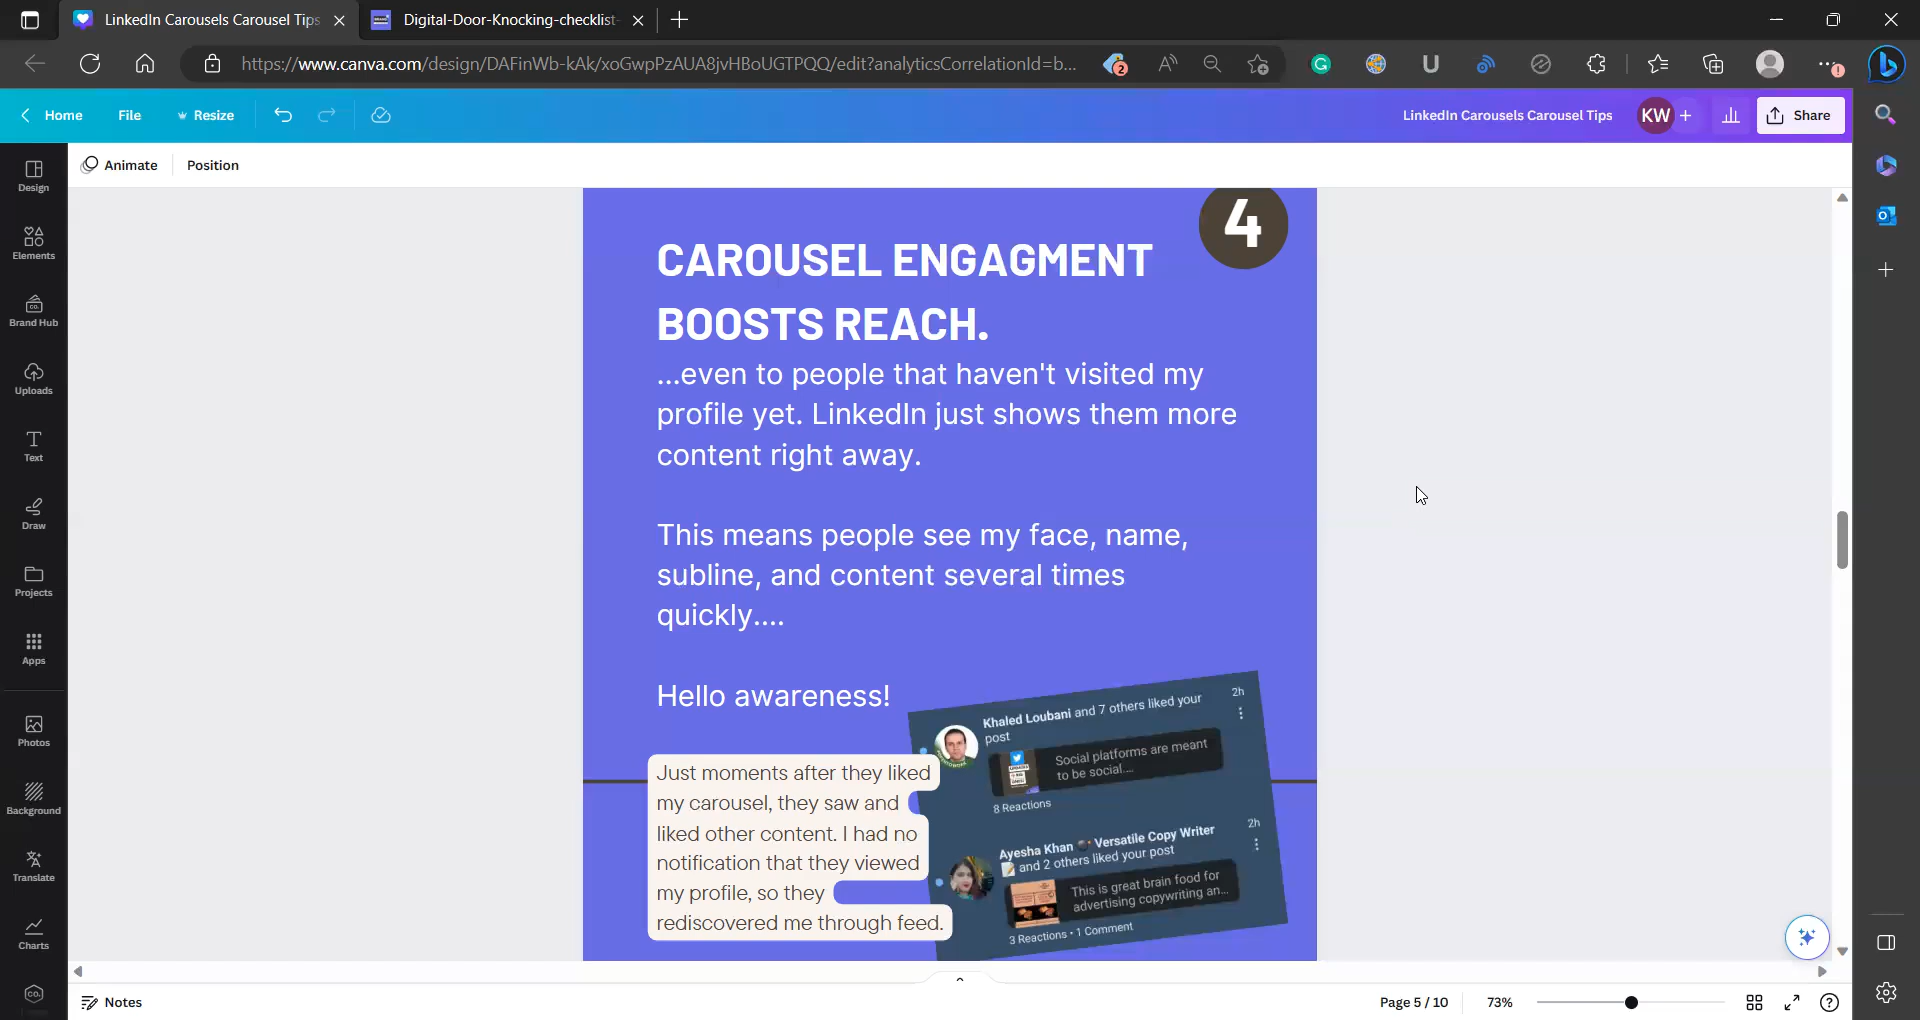 LinkedIn Carousels Carousel Tips
Digital-Door-Knocking-checklist-
https://www.canva.com/design/DAFinWb-kAk/xoGwpPzAUA8jvHBoUGTPQQ/edit?analyticsCorrelationId=b...
2
Home
File
Resize
LinkedIn Carousels Carousel Tips
KW
Share
Animate
Position
Design
Elements
Brand Hub
Uploads
Text
Draw
Projects
Apps
Photos
Background
Translate
Charts
4
CAROUSEL ENGAGMENT
BOOSTS REACH.
...even to people that haven't visited my
profile yet. LinkedIn just shows them more
content right away.
This means people see my face, name,
subline, and content several times
quickly....
Hello awareness!
Just moments after they liked
my carousel, they saw and
liked other content. I had no
notification that they viewed
my profile, so they
rediscovered me through feed.
Khaled Loubani and 7 others liked your
post
2h
Social platforms are meant
to be social....
8 Reactions
Ayesha Khan Versatile Copy Writer
and 2 others liked your post
2h
This is great brain food for
advertising copywriting an...
3 Reactions • 1 Comment
Notes
Page 5 / 10
73%